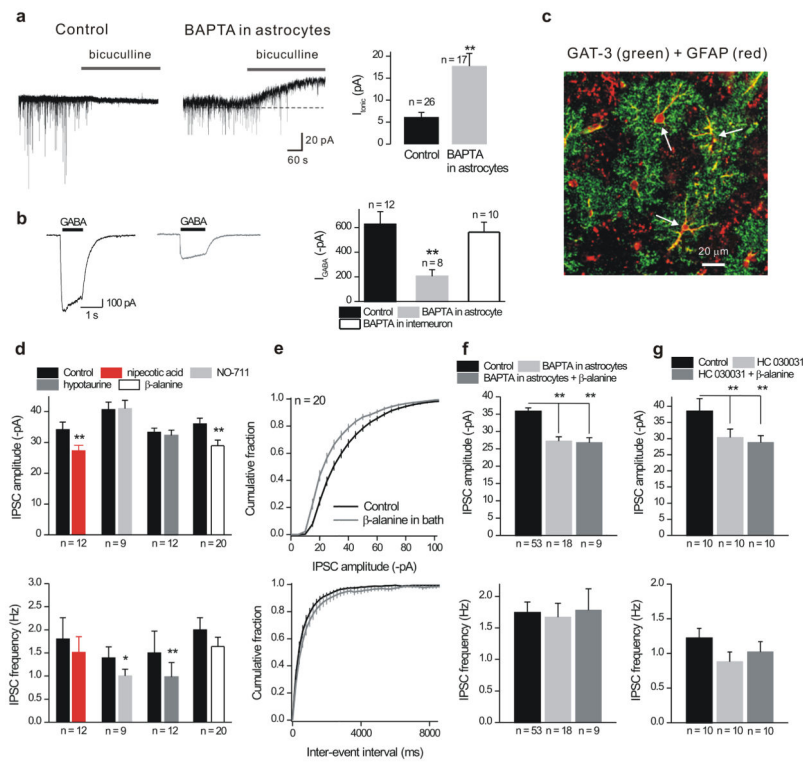 a
Control
BAPTA in astrocytes
bicuculline
bicuculline
20 pA
60 s
I_tonic (pA)
20
15
10
5
0
n = 26
n = 17
**
Control
BAPTA
in astrocytes
c
GAT-3 (green) + GFAP (red)
20 µm
b
GABA
GABA
100 pA
1 s
I_GABA (-pA)
600
400
200
0
n = 12
**
n = 8
n = 10
Control
BAPTA in astrocyte
BAPTA in interneuron
d
Control
nipecotic acid
NO-711
hypotaurine
β-alanine
IPSC amplitude (-pA)
40
30
20
10
0
**
**
n = 12
n = 9
n = 12
n = 20
IPSC frequency (Hz)
3.0
2.5
2.0
1.5
1.0
0.5
0.0
*
**
n = 12
n = 9
n = 12
n = 20
e
n = 20
Cumulative fraction
1.0
0.8
0.6
0.4
0.2
0.0
Control
β-alanine in bath
0
20
40
60
80
100
IPSC amplitude (-pA)
Cumulative fraction
1.0
0.8
0.6
0.4
0.2
0.0
0
4000
8000
Inter-event interval (ms)
f
Control
BAPTA in astrocytes
BAPTA in astrocytes + β-alanine
IPSC amplitude (-pA)
40
35
30
25
20
15
10
5
0
**
**
n = 53
n = 18
n = 9
IPSC frequency (Hz)
2.0
1.5
1.0
0.5
0.0
n = 53
n = 18
n = 9
g
Control
HC 030031
HC 030031 + β-alanine
IPSC amplitude (-pA)
45
40
35
30
25
20
15
10
5
0
**
**
n = 10
n = 10
n = 10
IPSC frequency (Hz)
2.0
1.5
1.0
0.5
0.0
n = 10
n = 10
n = 10